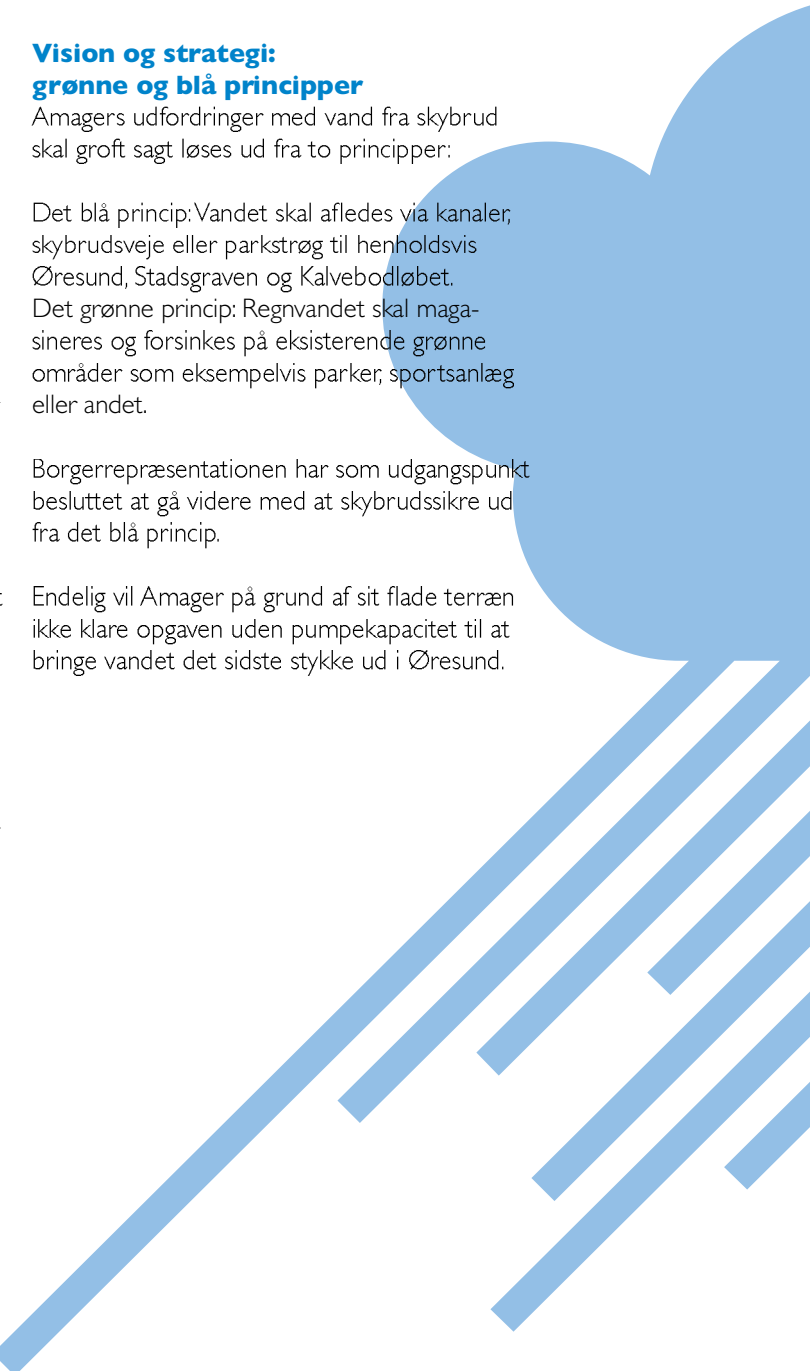 Vision og strategi:
grønne og blå principper
Amagers udfordringer med vand fra skybrud
skal groft sagt løses ud fra to principper:
Det blå princip: Vandet skal afledes via kanaler,
skybrudsveje eller parkstrøg til henholdsvis
Øresund, Stadsgraven og Kalvebodløbet.
Det grønne princip: Regnvandet skal maga-
sineres og forsinkes på eksisterende grønne
områder som eksempelvis parker, sportsanlæg
eller andet.
Borgerrepræsentationen har som udgangspunkt
besluttet at gå videre med at skybrudssikre ud
fra det blå princip.
Endelig vil Amager på grund af sit flade terræn
ikke klare opgaven uden pumpekapacitet til at
bringe vandet det sidste stykke ud i Øresund.